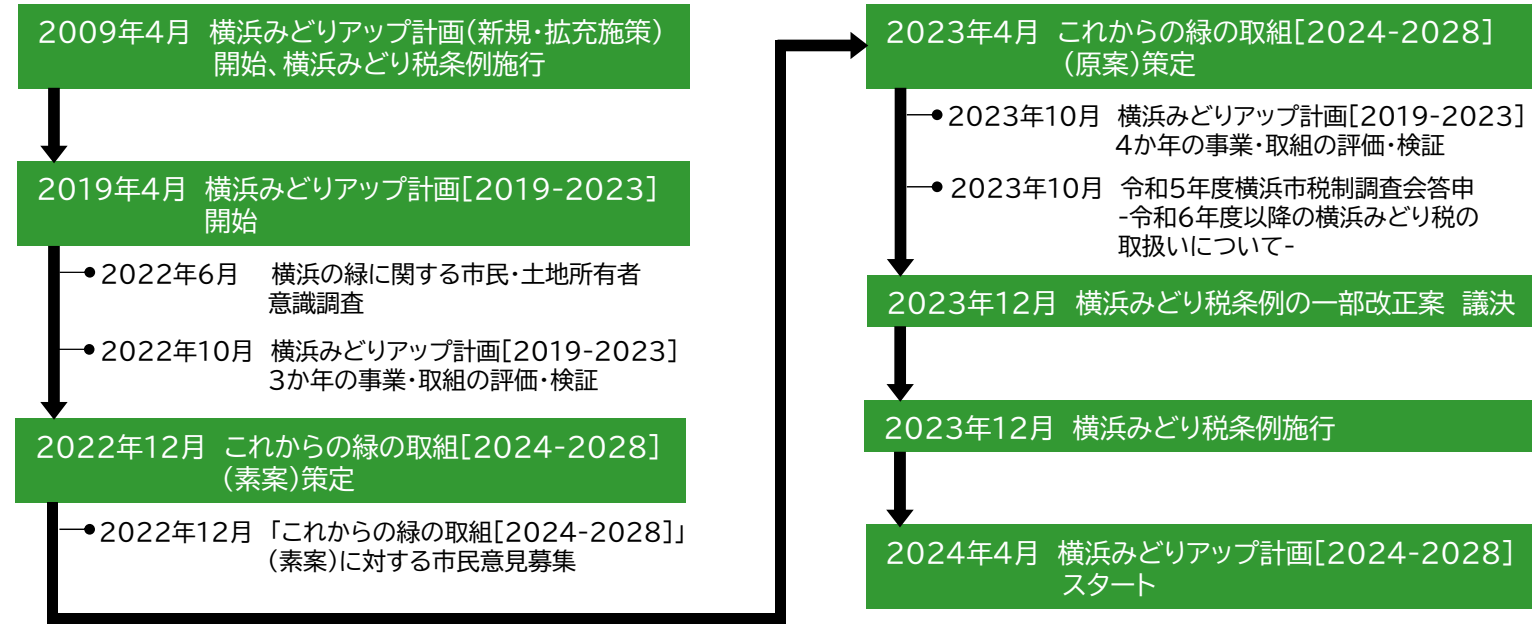 2009年4月 横浜みどりアップ計画(新規・拡充施策)
開始、横浜みどり税条例施行
2019年4月 横浜みどりアップ計画[2019-2023]
開始
2022年6月 横浜の緑に関する市民・土地所有者
意識調査
2022年10月 横浜みどりアップ計画[2019-2023]
3か年の事業・取組の評価・検証
2022年12月 これからの緑の取組[2024-2028]
(素案)策定
2022年12月 「これからの緑の取組[2024-2028]」
(素案)に対する市民意見募集
2023年4月 これからの緑の取組[2024-2028]
(原案)策定
2023年10月 横浜みどりアップ計画[2019-2023]
4か年の事業・取組の評価・検証
2023年10月 令和5年度横浜市税制調査会答申
-令和6年度以降の横浜みどり税の
取扱いについて-
2023年12月 横浜みどり税条例の一部改正案 議決
2023年12月 横浜みどり税条例施行
2024年4月 横浜みどりアップ計画[2024-2028]
スタート